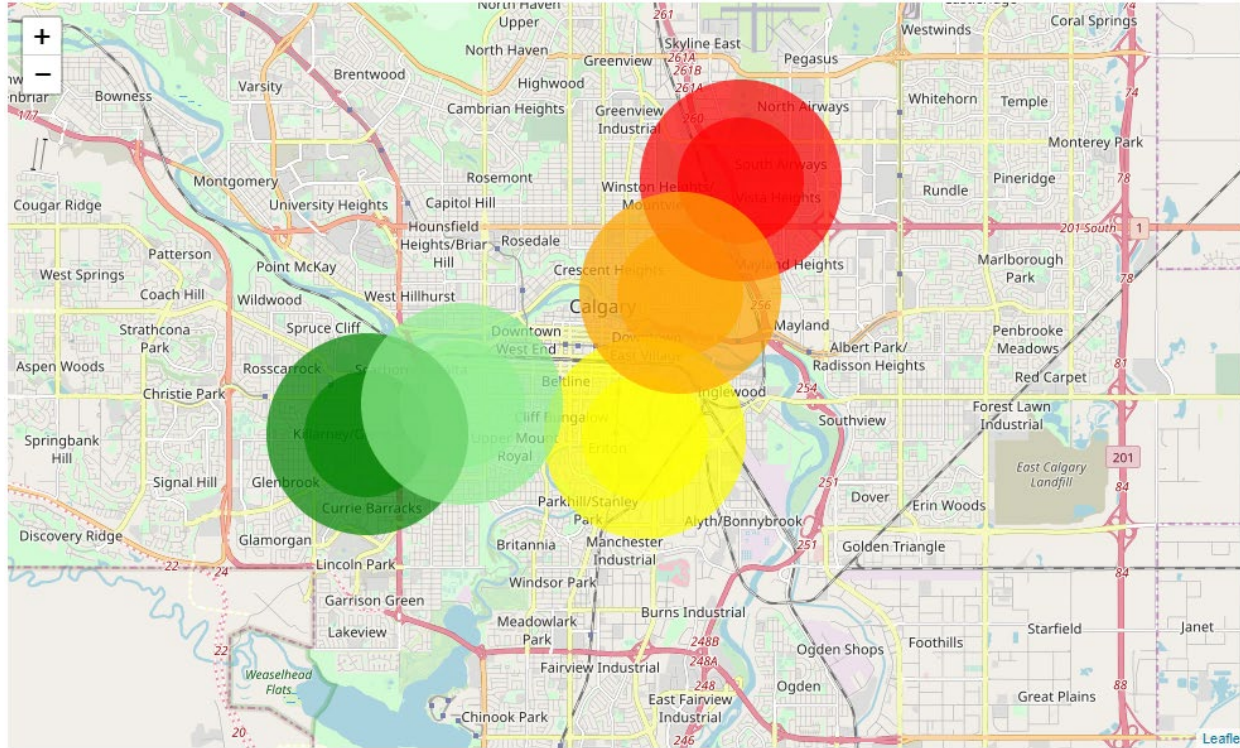 North Haven
Upper
261
74
Coral Springs
+
Skyline East
Westwinds
North Haven
261A
Greenview
Pegasus
−
Brentwood
261B
Varsity
Highwood
261A
Bowness
Cambrian Heights
Greenview
Industrial
260
North Airways
Whitehorn
Temple
74
177
Monterey Park
South Airways
Montgomery
Rosemont
Winston Heights/
Mountview
Vista Heights
Rundle
Pineridge
78
Cougar Ridge
University Heights
Capitol Hill
Hounsfield
Heights/Briar
Hill
Rosedale
201 South
1
Patterson
Point McKay
Crescent Heights
Mayland Heights
Marlborough
Park
West Springs
78
Coach Hill
Wildwood
West Hillhurst
Calgary
256
Strathcona
Park
Spruce Cliff
Downtown
West End
Mayland
Penbrooke
Meadows
East Village
Albert Park/
Radisson Heights
Aspen Woods
Rosscarrock
81
Christie Park
Beltline
Inglewood
254
Red Carpet
Cliff Bungalow
Southview
Forest Lawn
Industrial
Springbank
Hill
Upper Mount
Royal
Erlton
201
East Calgary
Landfill
Signal Hill
Glenbrook
251
84
Currie Barracks
Parkhill/Stanley
Park
Dover
Erin Woods
Alyth/Bonnybrook
Discovery Ridge
Glamorgan
Britannia
Manchester
Industrial
251
Golden Triangle
22
24
Lincoln Park
Windsor Park
84
Garrison Green
Burns Industrial
Lakeview
Meadowlark
Park
Starfield
Janet
248B
Foothills
22
Fairview Industrial
248A
Ogden Shops
Weaselhead
Flats
248
Ogden
88
East Fairview
Industrial
Great Plains
Chinook Park
20
246
Leafle